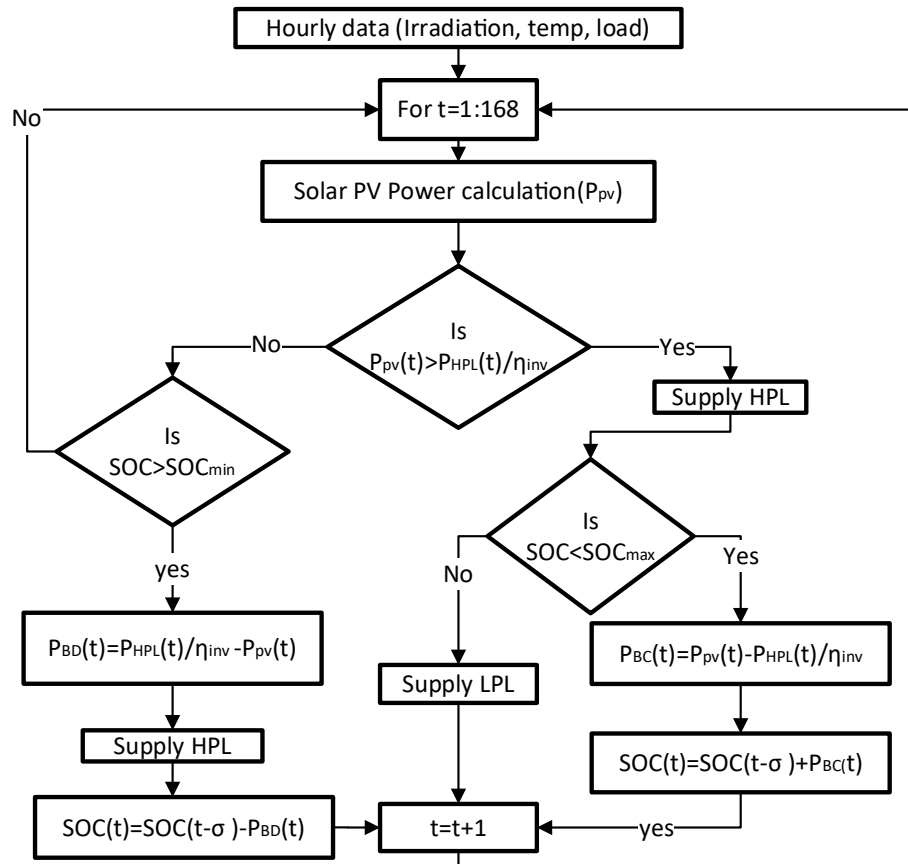 Hourly data (Irradiation, temp, load)
No
For t=1:168
Solar PV Power calculation(Ppv)
Is
Ppv(t)>PHPL(t)/ηinv
No
Yes
Supply HPL
Is
SOC>SOCmin
Is
SOC<SOCmax
yes
No
Yes
PBD(t)=PHPL(t)/ηinv -Ppv(t)
PBC(t)=Ppv(t)-PHPL(t)/ηinv
Supply LPL
Supply HPL
SOC(t)=SOC(t-σ )+PBC(t)
SOC(t)=SOC(t-σ )-PBD(t)
t=t+1
yes